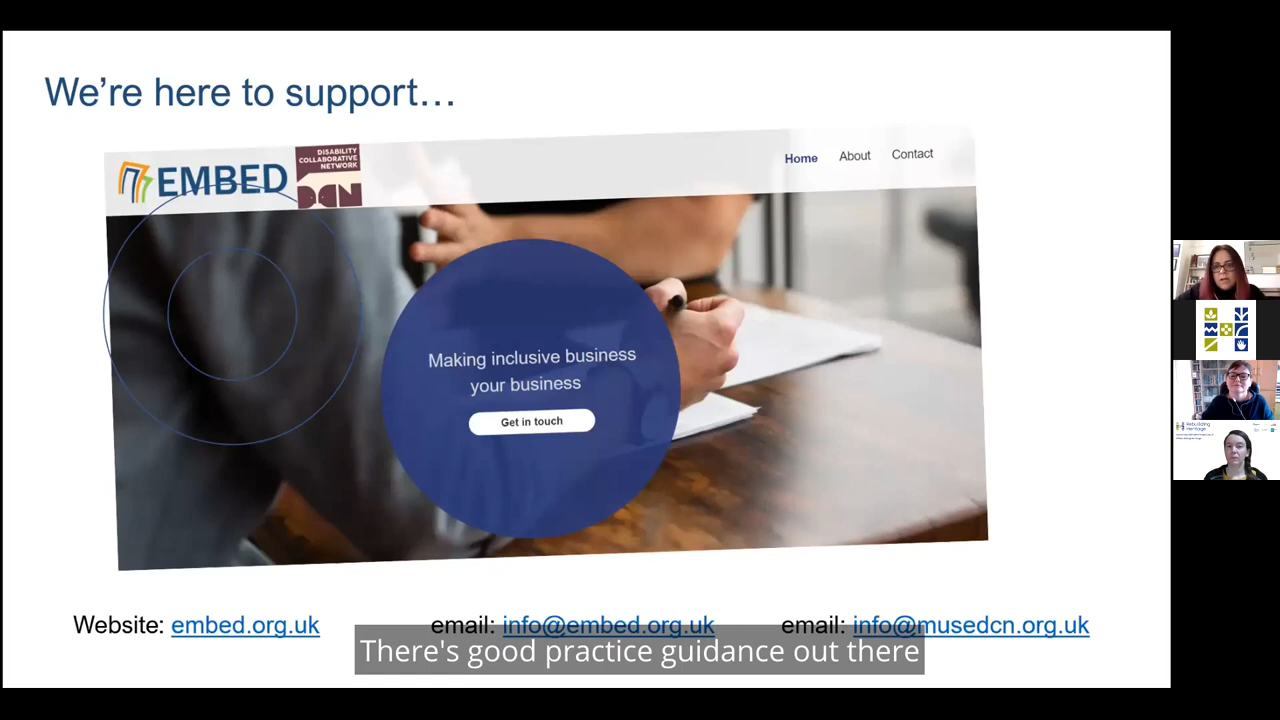 We're here to support…
EMBED
DISABILITY
COLLABORATIVE
NETWORK
DCN
Home About Contact
Making inclusive business
your business
Get in touch
Website: embed.org.uk email: info@embed.org.uk email: info@musedcn.org.uk
There's good practice guidance out there
Rebuilding
Heritage